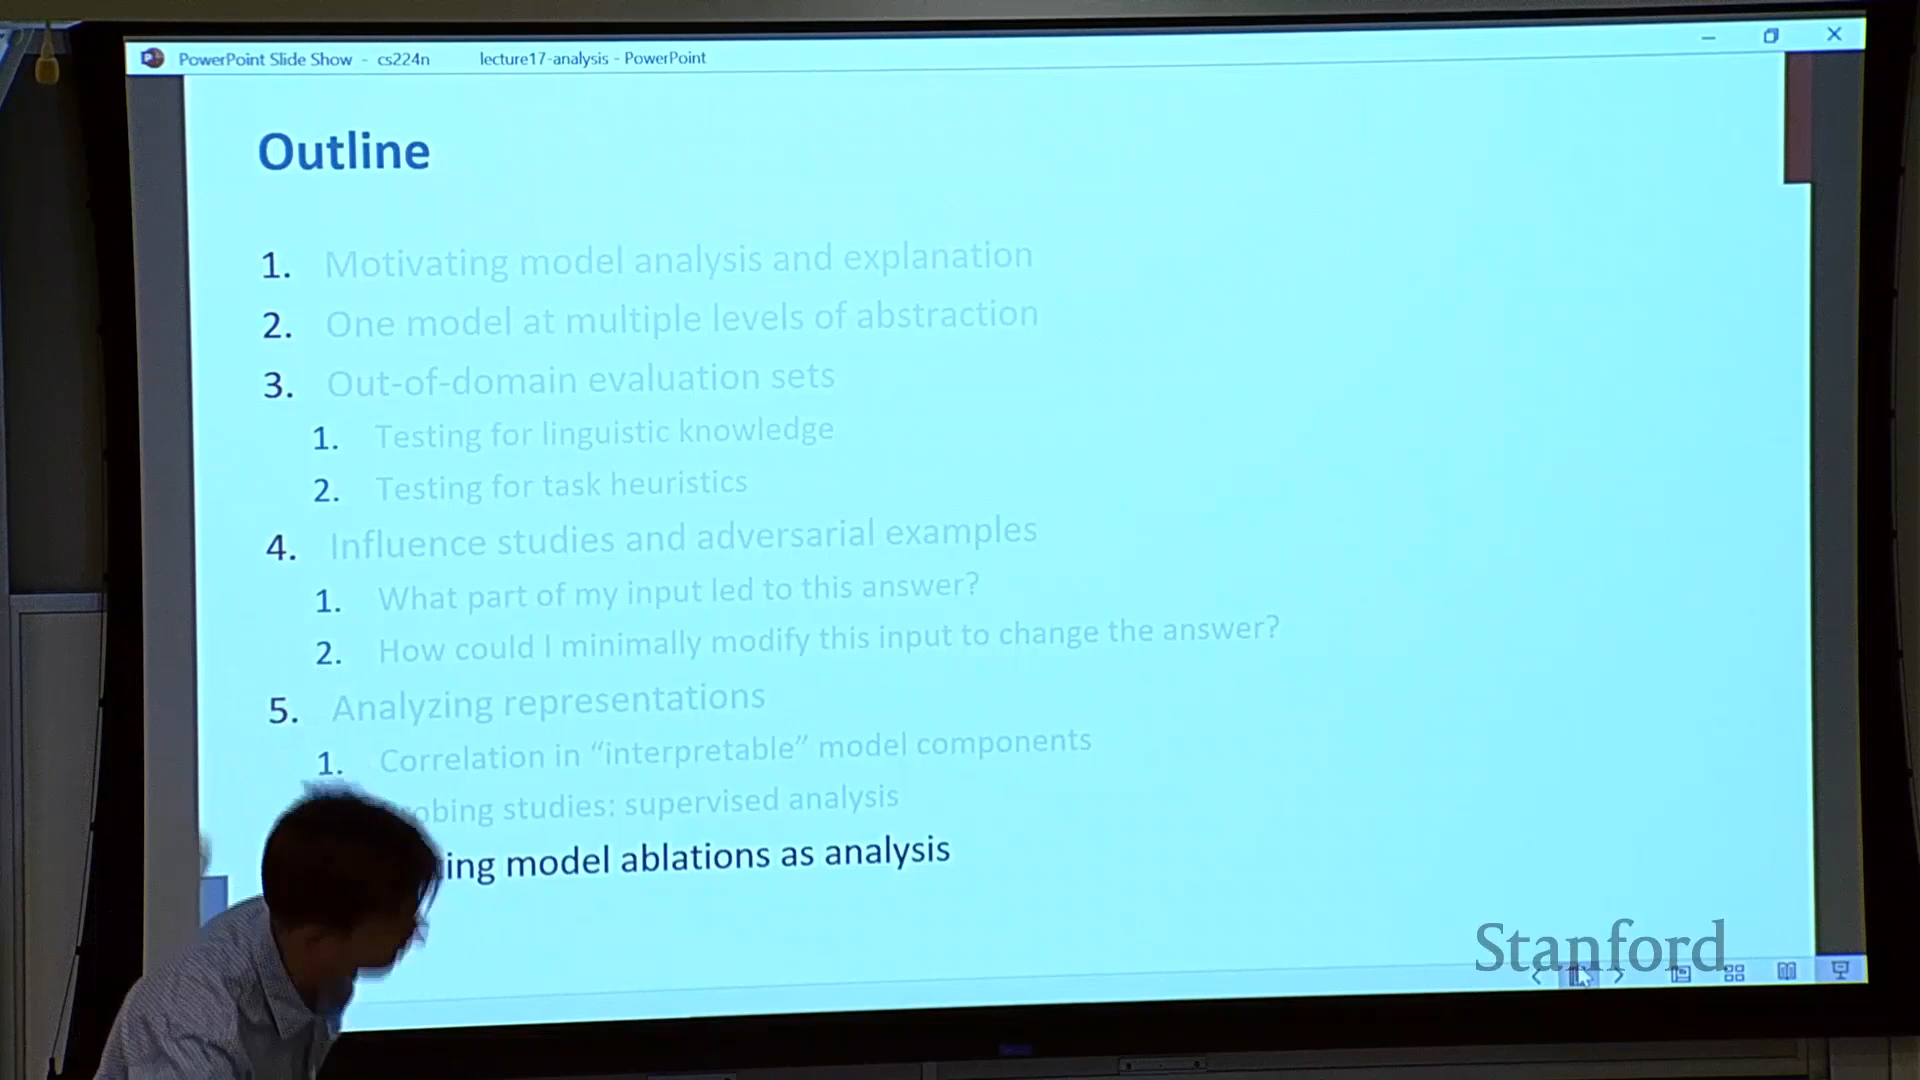 PowerPoint Slide Show - cs224n lecture17-analysis - PowerPoint
Outline
1. Motivating model analysis and explanation
2. One model at multiple levels of abstraction
3. Out-of-domain evaluation sets
1. Testing for linguistic knowledge
2. Testing for task heuristics
4. Influence studies and adversarial examples
1. What part of my input led to this answer?
2. How could I minimally modify this input to change the answer?
5. Analyzing representations
1. Correlation in “interpretable” model components
studies: supervised analysis
model ablations as analysis
Stanford